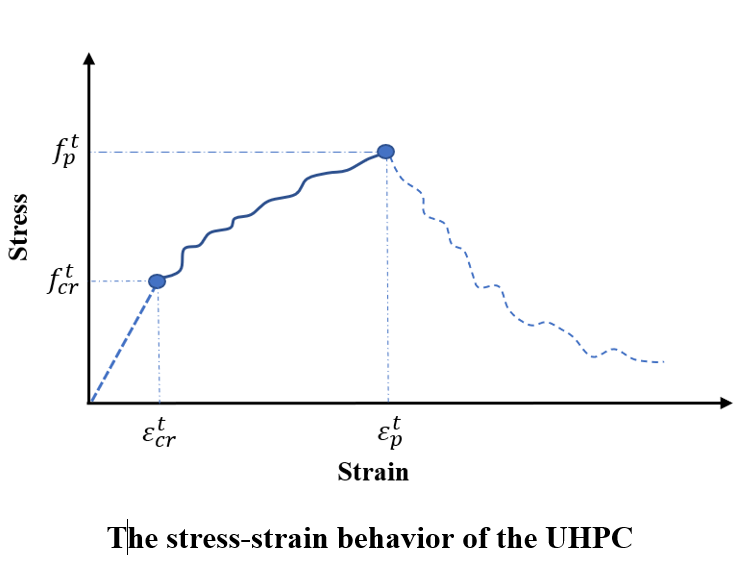 f_p^t
Stress
f_cr^t
ε_cr^t
ε_p^t
Strain
The stress-strain behavior of the UHPC